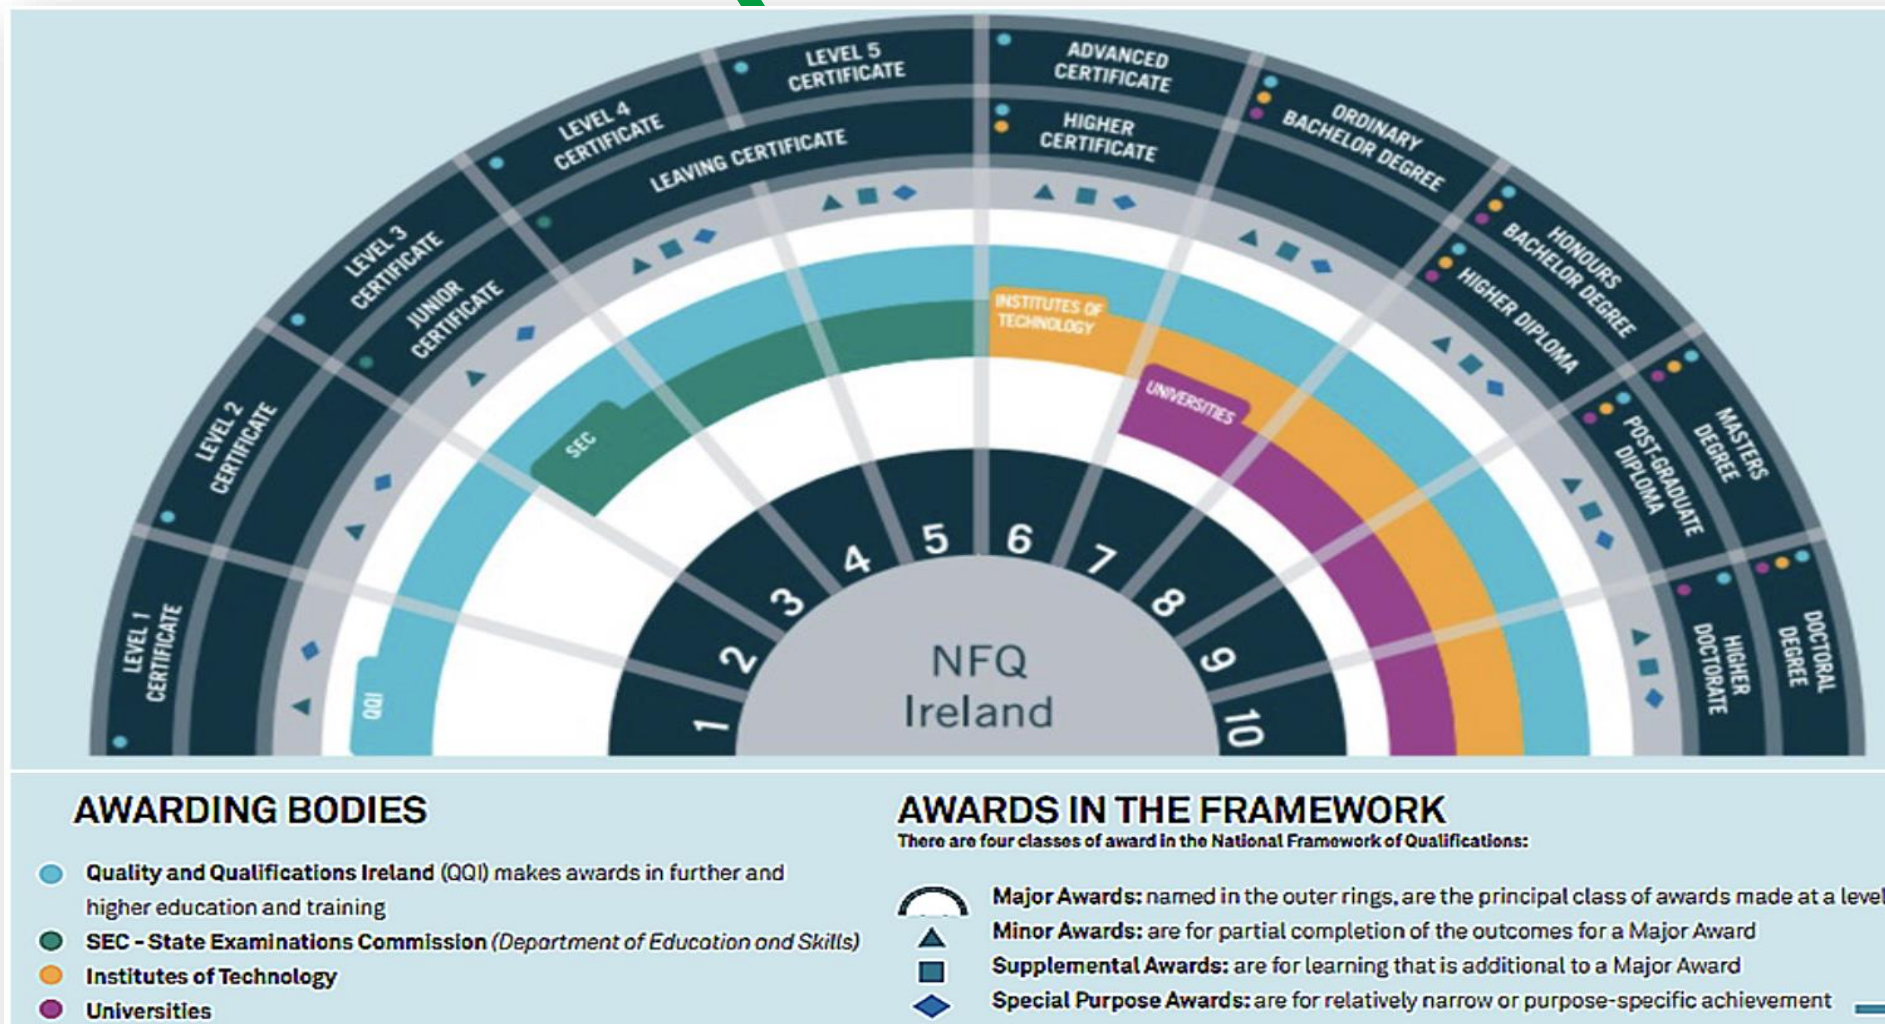 LEVEL 1
CERTIFICATE
LEVEL 2
CERTIFICATE
LEVEL 3
CERTIFICATE
JUNIOR
CERTIFICATE
LEVEL 4
CERTIFICATE
LEVEL 5
CERTIFICATE
LEAVING CERTIFICATE
ADVANCED
CERTIFICATE
HIGHER
CERTIFICATE
ORDINARY
BACHELOR DEGREE
HONOURS
BACHELOR DEGREE
HIGHER DIPLOMA
MASTERS
DEGREE
POST-GRADUATE
DIPLOMA
DOCTORAL
DEGREE
HIGHER
DOCTORATE
QQI
SEC
INSTITUTES OF
TECHNOLOGY
UNIVERSITIES
1
2
3
4
5
6
7
8
9
10
NFQ
Ireland
AWARDING BODIES
Quality and Qualifications Ireland (QQI) makes awards in further and
higher education and training
SEC - State Examinations Commission (Department of Education and Skills)
Institutes of Technology
Universities
AWARDS IN THE FRAMEWORK
There are four classes of award in the National Framework of Qualifications:
Major Awards: named in the outer rings, are the principal class of awards made at a level
Minor Awards: are for partial completion of the outcomes for a Major Award
Supplemental Awards: are for learning that is additional to a Major Award
Special Purpose Awards: are for relatively narrow or purpose-specific achievement